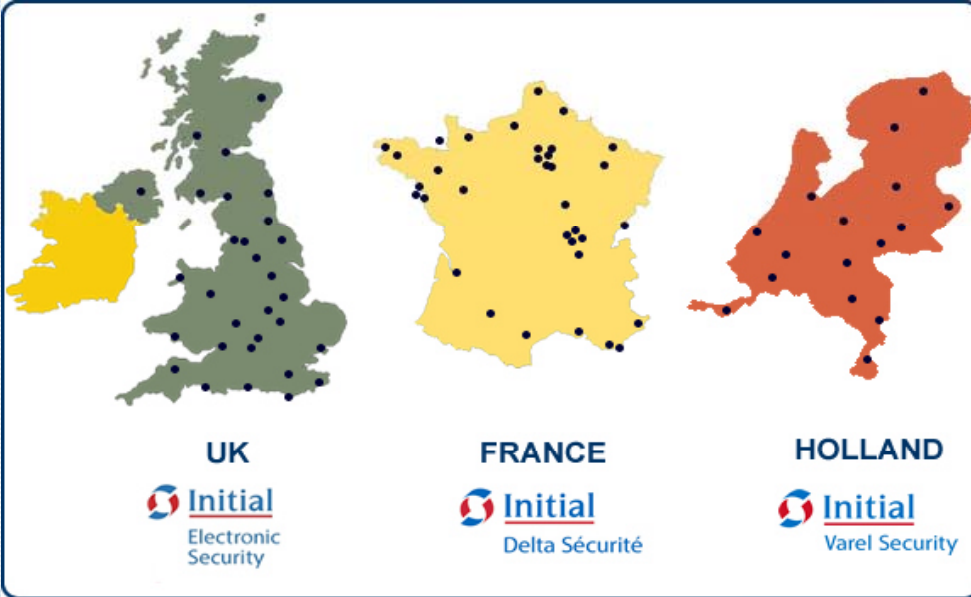 UK
Initial
Electronic
Security
FRANCE
Initial
Delta Sécurité
HOLLAND
Initial
Varel Security